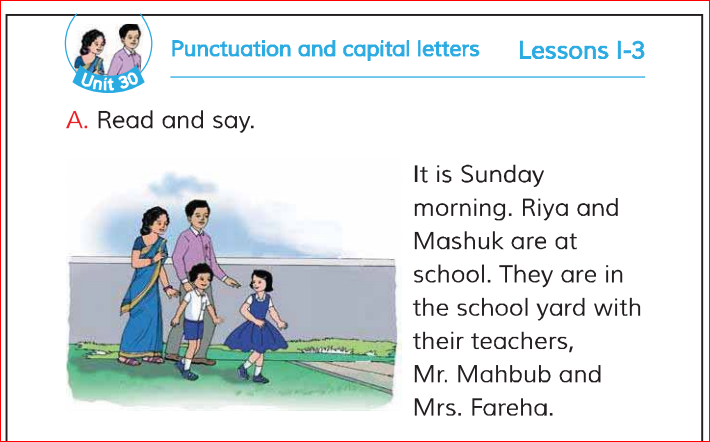 Unit 30
Punctuation and capital letters
Lessons 1-3
A. Read and say.
It is Sunday
morning. Riya and
Mashuk are at
school. They are in
the school yard with
their teachers,
Mr. Mahbub and
Mrs. Fareha.